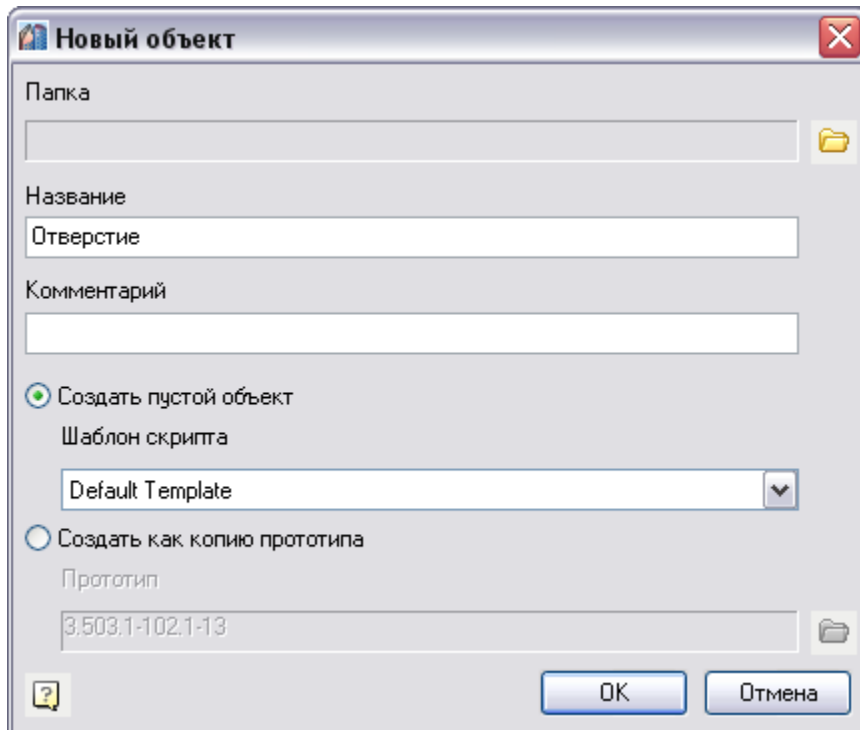 Новый объект
Папка
Название
Отверстие
Комментарий
Создать пустой объект
Шаблон скрипта
Default Template
Создать как копию прототипа
Прототип
3.503.1-102.1-13
OK
Отмена